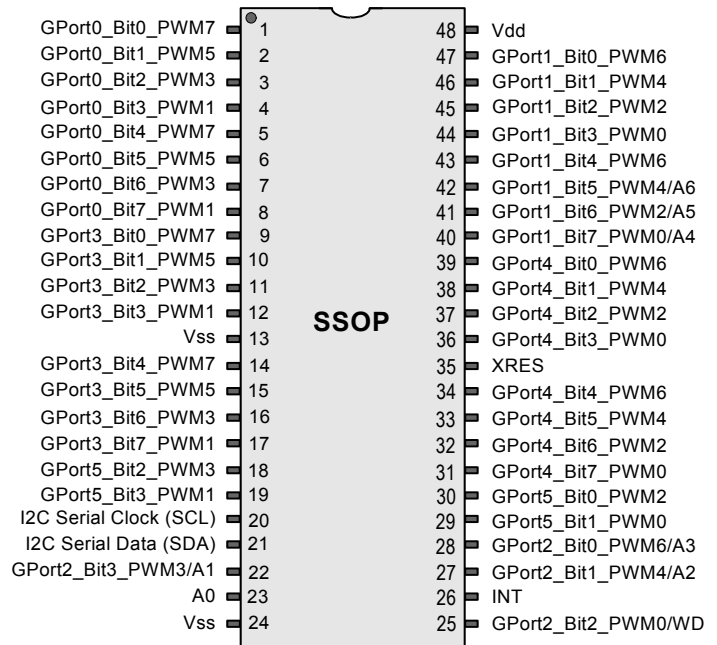 GPort0_Bit0_PWM7 1 48 Vdd
GPort0_Bit1_PWM5 2 47 GPort1_Bit0_PWM6
GPort0_Bit2_PWM3 3 46 GPort1_Bit1_PWM4
GPort0_Bit3_PWM1 4 45 GPort1_Bit2_PWM2
GPort0_Bit4_PWM7 5 44 GPort1_Bit3_PWM0
GPort0_Bit5_PWM5 6 43 GPort1_Bit4_PWM6
GPort0_Bit6_PWM3 7 42 GPort1_Bit5_PWM4/A6
GPort0_Bit7_PWM1 8 41 GPort1_Bit6_PWM2/A5
GPort3_Bit0_PWM7 9 40 GPort1_Bit7_PWM0/A4
GPort3_Bit1_PWM5 10 39 GPort4_Bit0_PWM6
GPort3_Bit2_PWM3 11 38 GPort4_Bit1_PWM4
GPort3_Bit3_PWM1 12 37 GPort4_Bit2_PWM2
SSOP
Vss 13 36 GPort4_Bit3_PWM0
GPort3_Bit4_PWM7 14 35 XRES
GPort3_Bit5_PWM5 15 34 GPort4_Bit4_PWM6
GPort3_Bit6_PWM3 16 33 GPort4_Bit5_PWM4
GPort3_Bit7_PWM1 17 32 GPort4_Bit6_PWM2
GPort5_Bit2_PWM3 18 31 GPort4_Bit7_PWM0
GPort5_Bit3_PWM1 19 30 GPort5_Bit0_PWM2
I2C Serial Clock (SCL) 20 29 GPort5_Bit1_PWM0
I2C Serial Data (SDA) 21 28 GPort2_Bit0_PWM6/A3
GPort2_Bit3_PWM3/A1 22 27 GPort2_Bit1_PWM4/A2
A0 23 26 INT
Vss 24 25 GPort2_Bit2_PWM0/WD